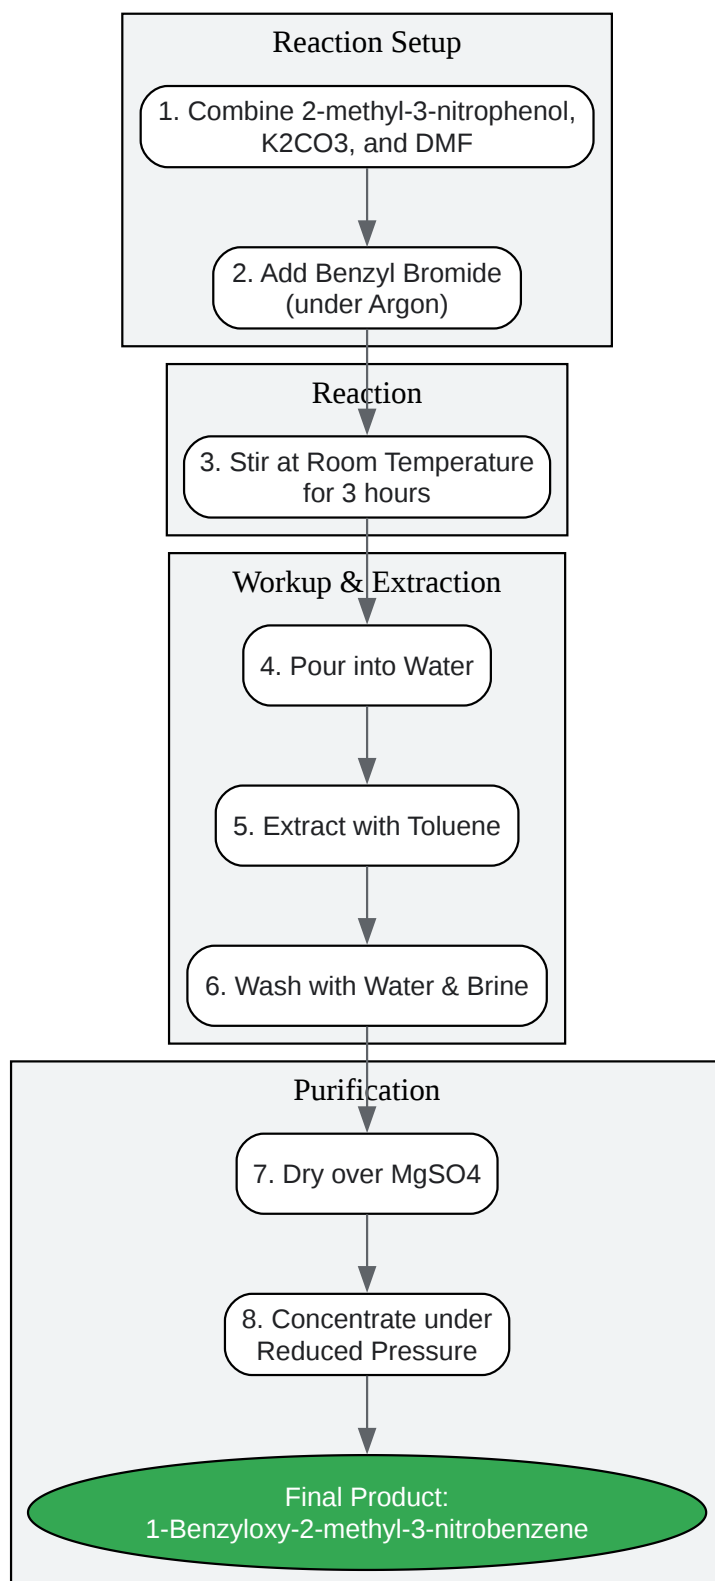 Reaction Setup
1. Combine 2-methyl-3-nitrophenol,
K2CO3, and DMF
2. Add Benzyl Bromide
(under Argon)
Reaction
3. Stir at Room Temperature
for 3 hours
Workup & Extraction
4. Pour into Water
5. Extract with Toluene
6. Wash with Water & Brine
Purification
7. Dry over MgSO4
8. Concentrate under
Reduced Pressure
Final Product:
1-Benzyloxy-2-methyl-3-nitrobenzene